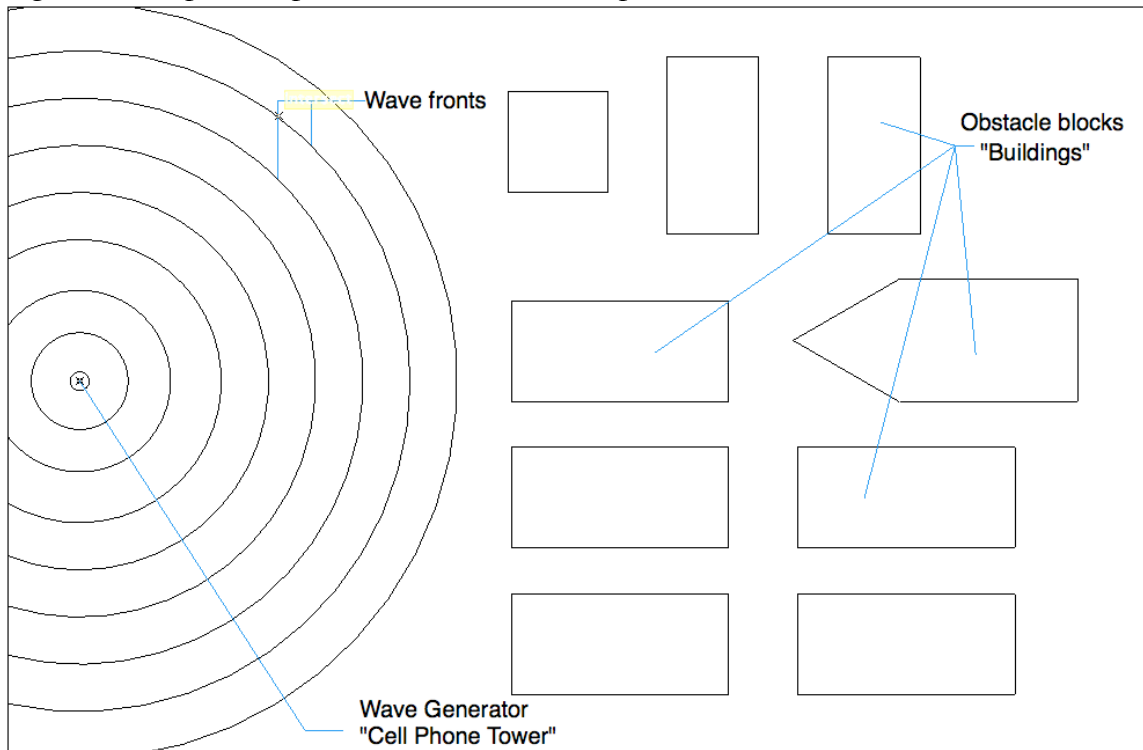 Wave fronts
Obstacle blocks
"Buildings"
Wave Generator
"Cell Phone Tower"